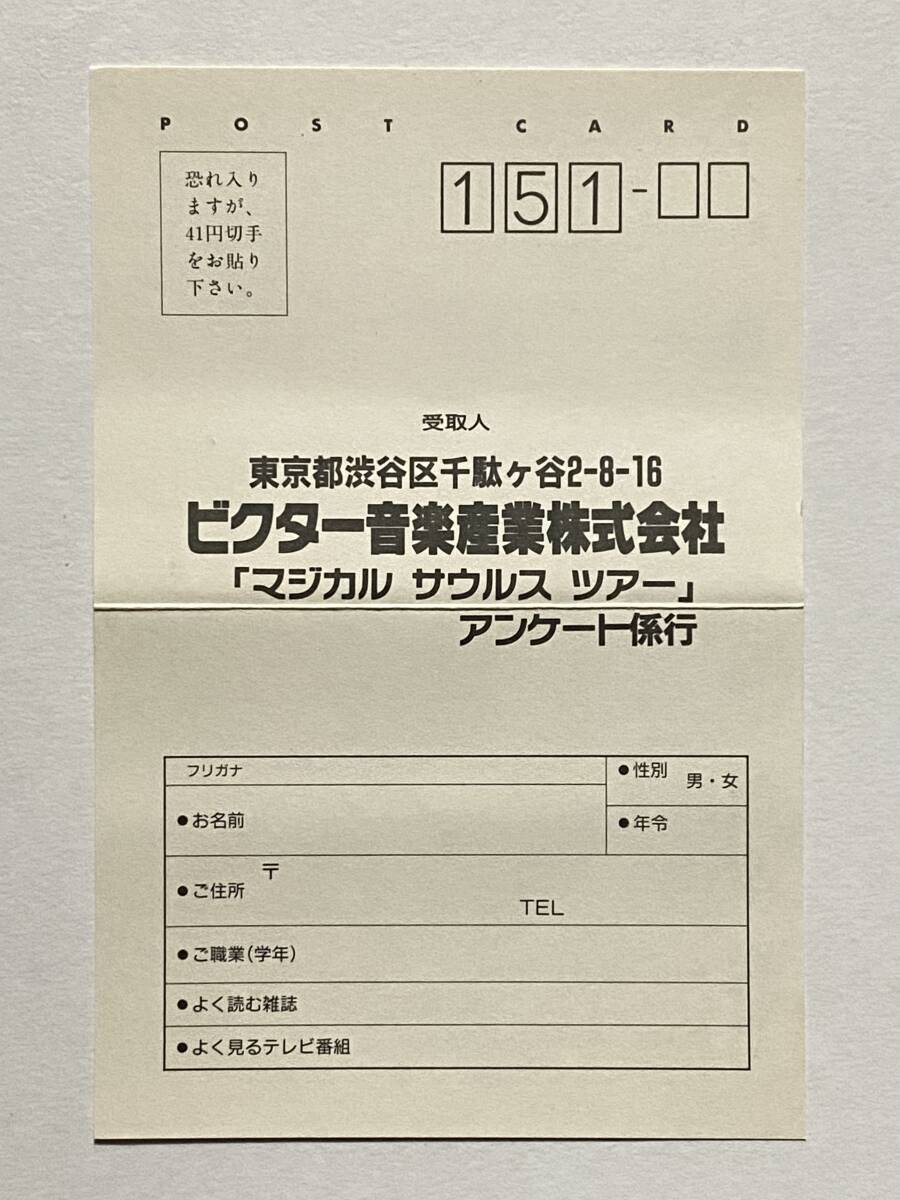 POST CARD
恐れ入り
ますが、
41円切手
をお貼り
下さい。
151-
受取人
東京都渋谷区千駄ヶ谷2-8-16
ビクター音楽産業株式会社
「マジカル サウルス ツアー」
アンケート係行
フリガナ
●お名前
●性別 男・女
●年令
●ご住所 〒
TEL
●ご職業(学年)
●よく読む雑誌
●よく見るテレビ番組